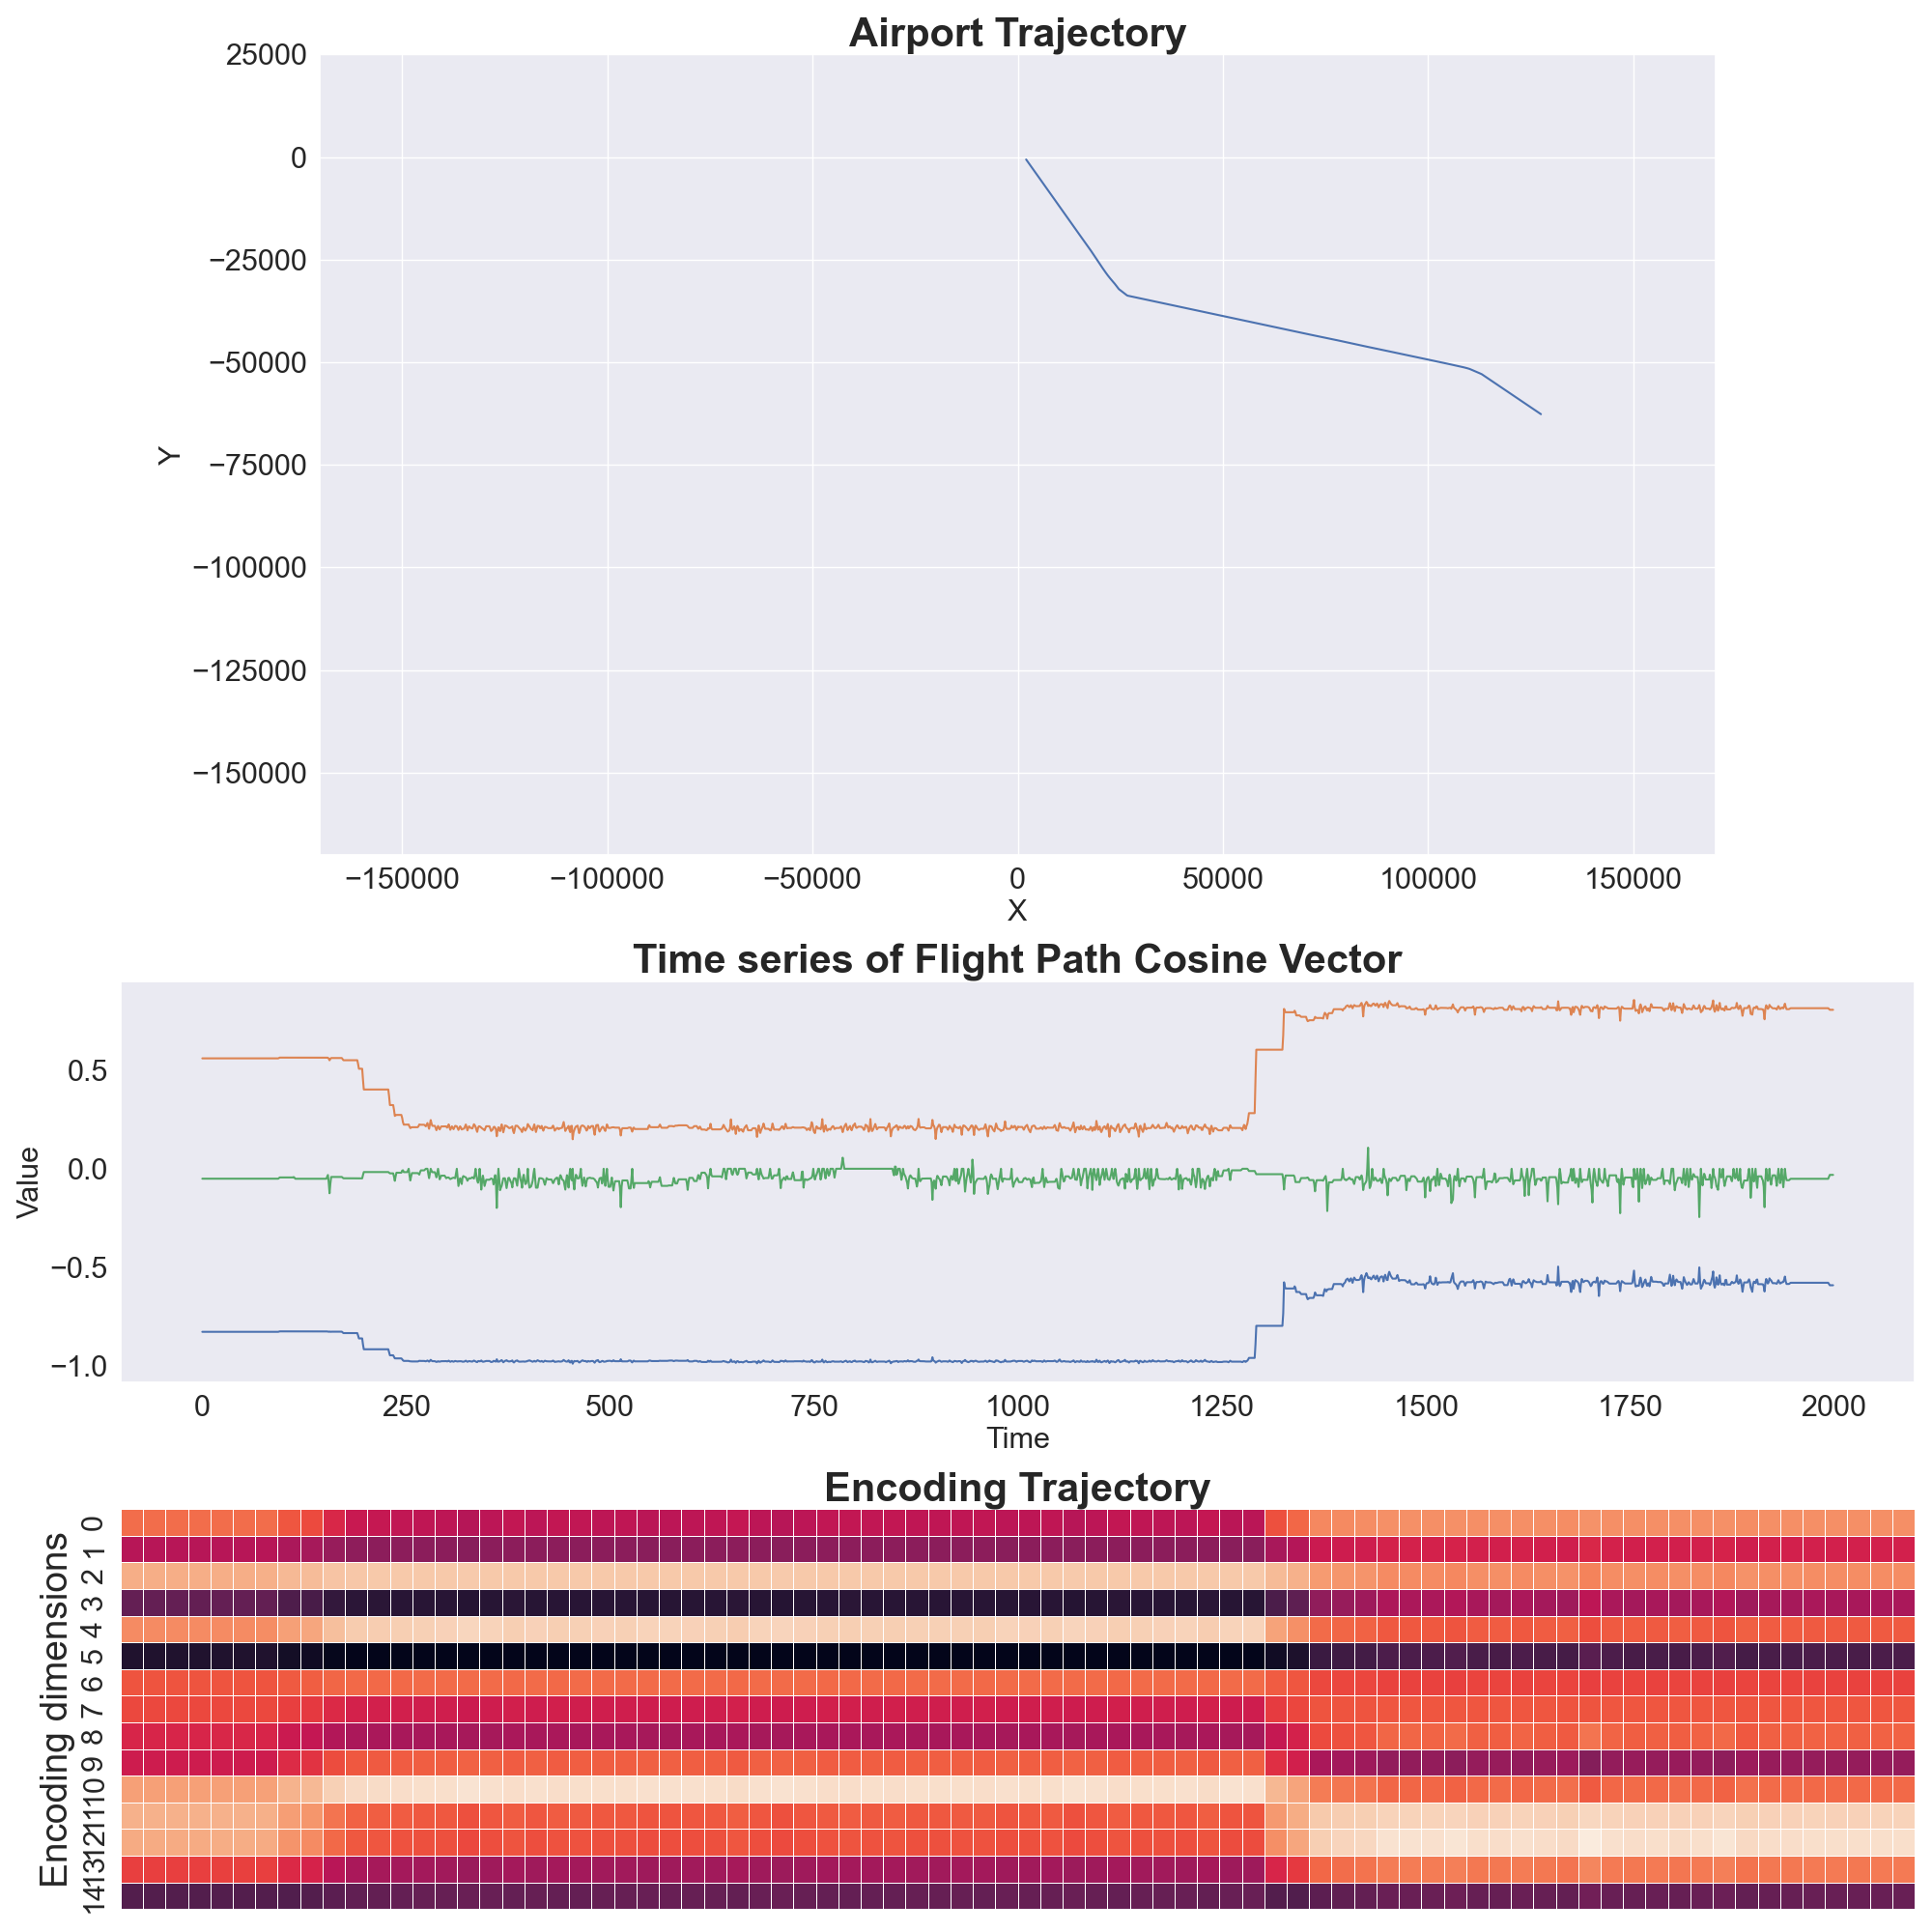 Airport Trajectory
25000
0
−25000
−50000
−75000
−100000
−125000
−150000
Y
−150000 −100000 −50000 0 50000 100000 150000
X
Time series of Flight Path Cosine Vector
0.5
0.0
−0.5
−1.0
Value
0 250 500 750 1000 1250 1500 1750 2000
Time
Encoding Trajectory
Encoding dimensions
0
1
2
3
4
5
6
7
8
9
10
11
12
13
14